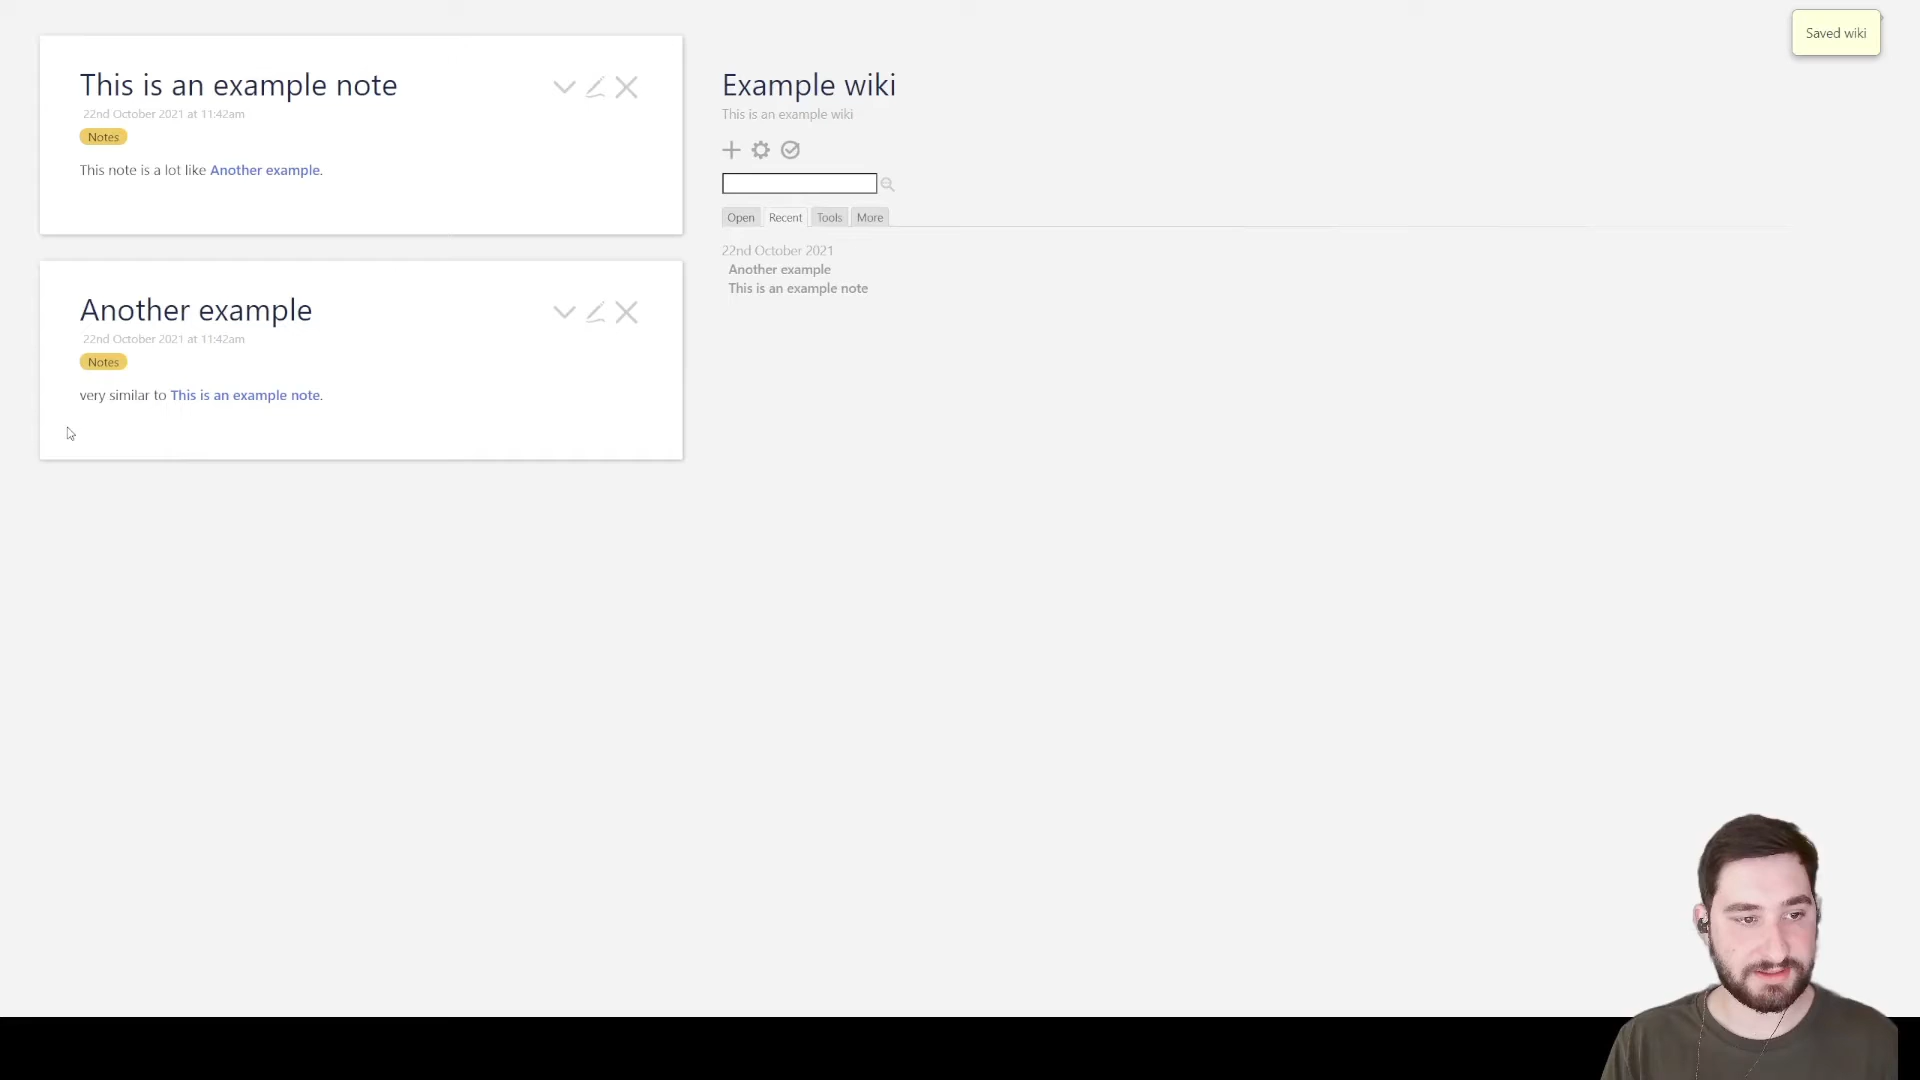 This is an example note
22nd October 2021 at 11:42am
Notes
This note is a lot like Another example.
Another example
22nd October 2021 at 11:42am
Notes
very similar to This is an example note.
Example wiki
This is an example wiki
Open Recent Tools More
22nd October 2021
Another example
This is an example note
Saved wiki